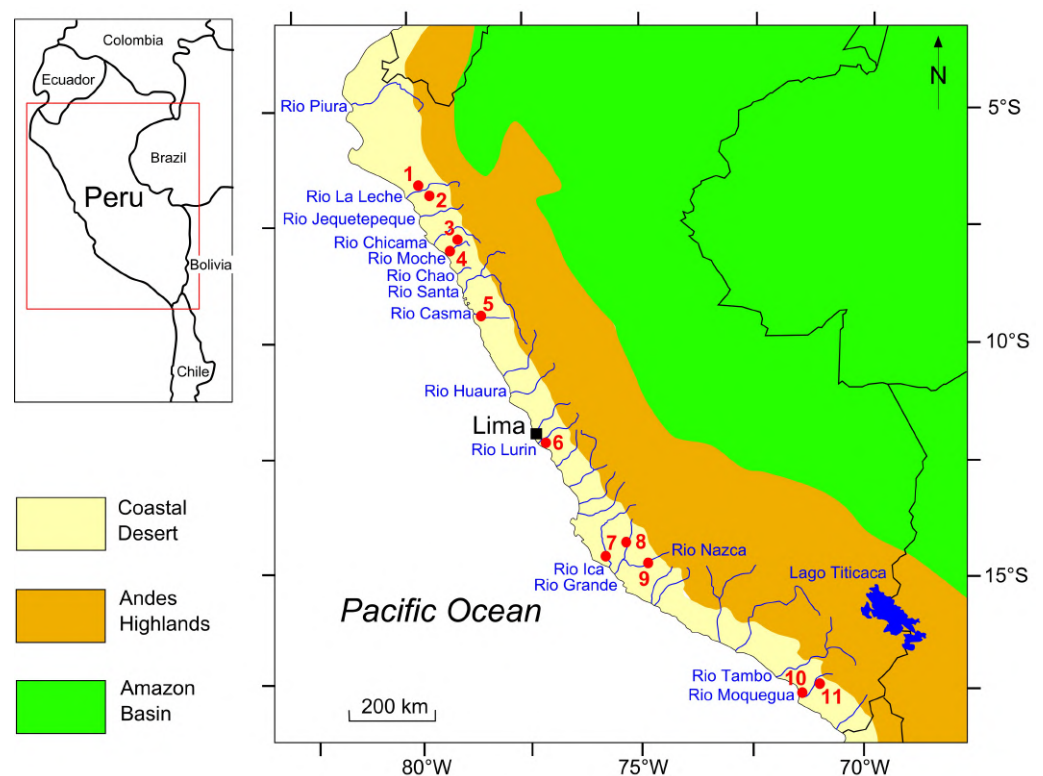 Colombia
Ecuador
Brazil
Peru
Bolivia
Chile
Coastal
Desert
Andes
Highlands
Amazon
Basin
N
Rio Piura
5°S
1
Rio La Leche
2
Rio Jequetepeque
3
Rio Chicama
Rio Moche
4
Rio Chao
Rio Santa
5
Rio Casma
10°S
Rio Huaura
Lima
6
Rio Lurin
7
8
Rio Nazca
Rio Ica
9
Rio Grande
Lago Titicaca
15°S
Pacific Ocean
Rio Tambo
10
Rio Moquegua
11
200 km
80°W
75°W
70°W